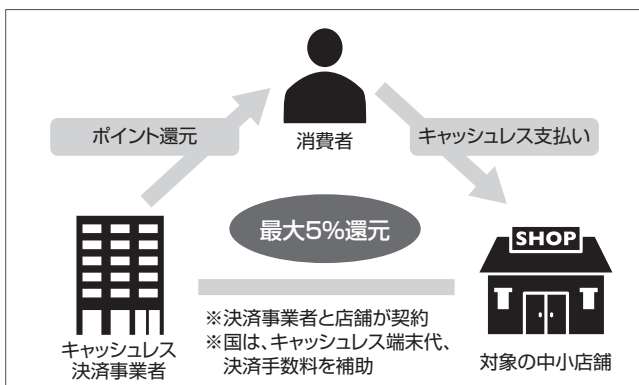 消費者
ポイント還元
キャッシュレス支払い
最大5%還元
SHOP
キャッシュレス
決済事業者
※決済事業者と店舗が契約
※国は、キャッシュレス端末代、
決済手数料を補助
対象の中小店舗